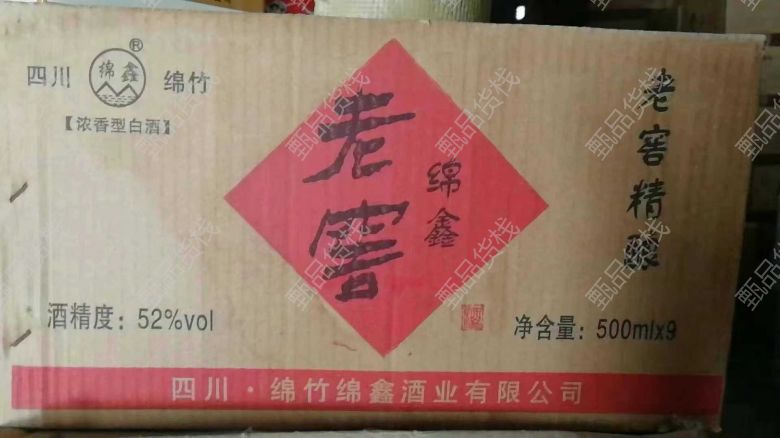 四川 绵鑫® 绵竹
【浓香型白酒】
老窖
绵鑫
老窖精酿
酒精度：52%vol
净含量：500mlx9
四川·绵竹绵鑫酒业有限公司
甄品货栈